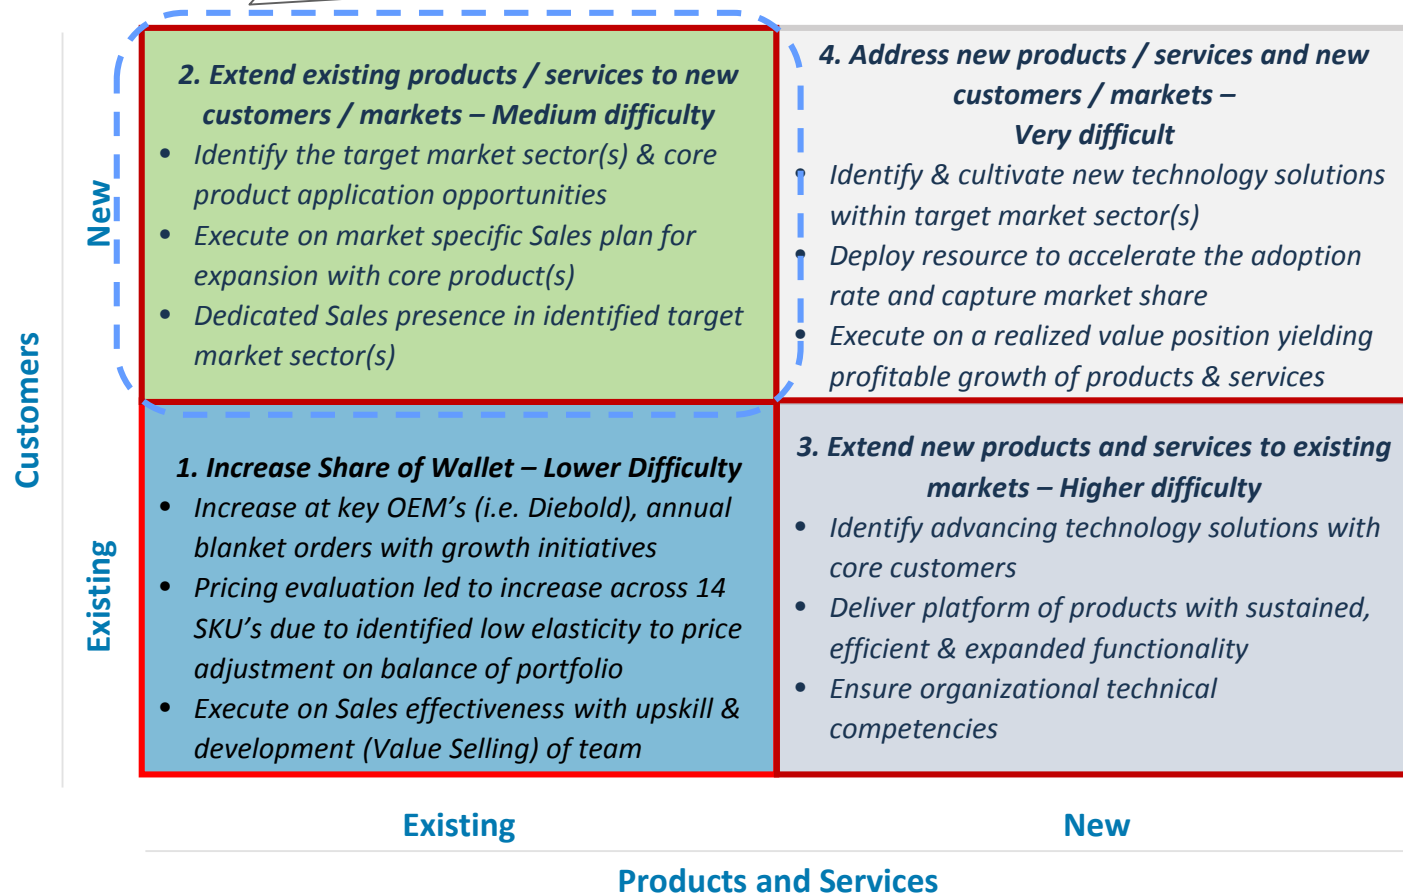 2. Extend existing products / services to new
customers / markets – Medium difficulty
• Identify the target market sector(s) & core
product application opportunities
• Execute on market specific Sales plan for
expansion with core product(s)
• Dedicated Sales presence in identified target
market sector(s)
4. Address new products / services and new
customers / markets –
Very difficult
• Identify & cultivate new technology solutions
within target market sector(s)
• Deploy resource to accelerate the adoption
rate and capture market share
• Execute on a realized value position yielding
profitable growth of products & services
New
Customers
Existing
1. Increase Share of Wallet – Lower Difficulty
• Increase at key OEM's (i.e. Diebold), annual
blanket orders with growth initiatives
• Pricing evaluation led to increase across 14
SKU's due to identified low elasticity to price
adjustment on balance of portfolio
• Execute on Sales effectiveness with upskill &
development (Value Selling) of team
3. Extend new products and services to existing
markets – Higher difficulty
• Identify advancing technology solutions with
core customers
• Deliver platform of products with sustained,
efficient & expanded functionality
• Ensure organizational technical
competencies
Existing
New
Products and Services